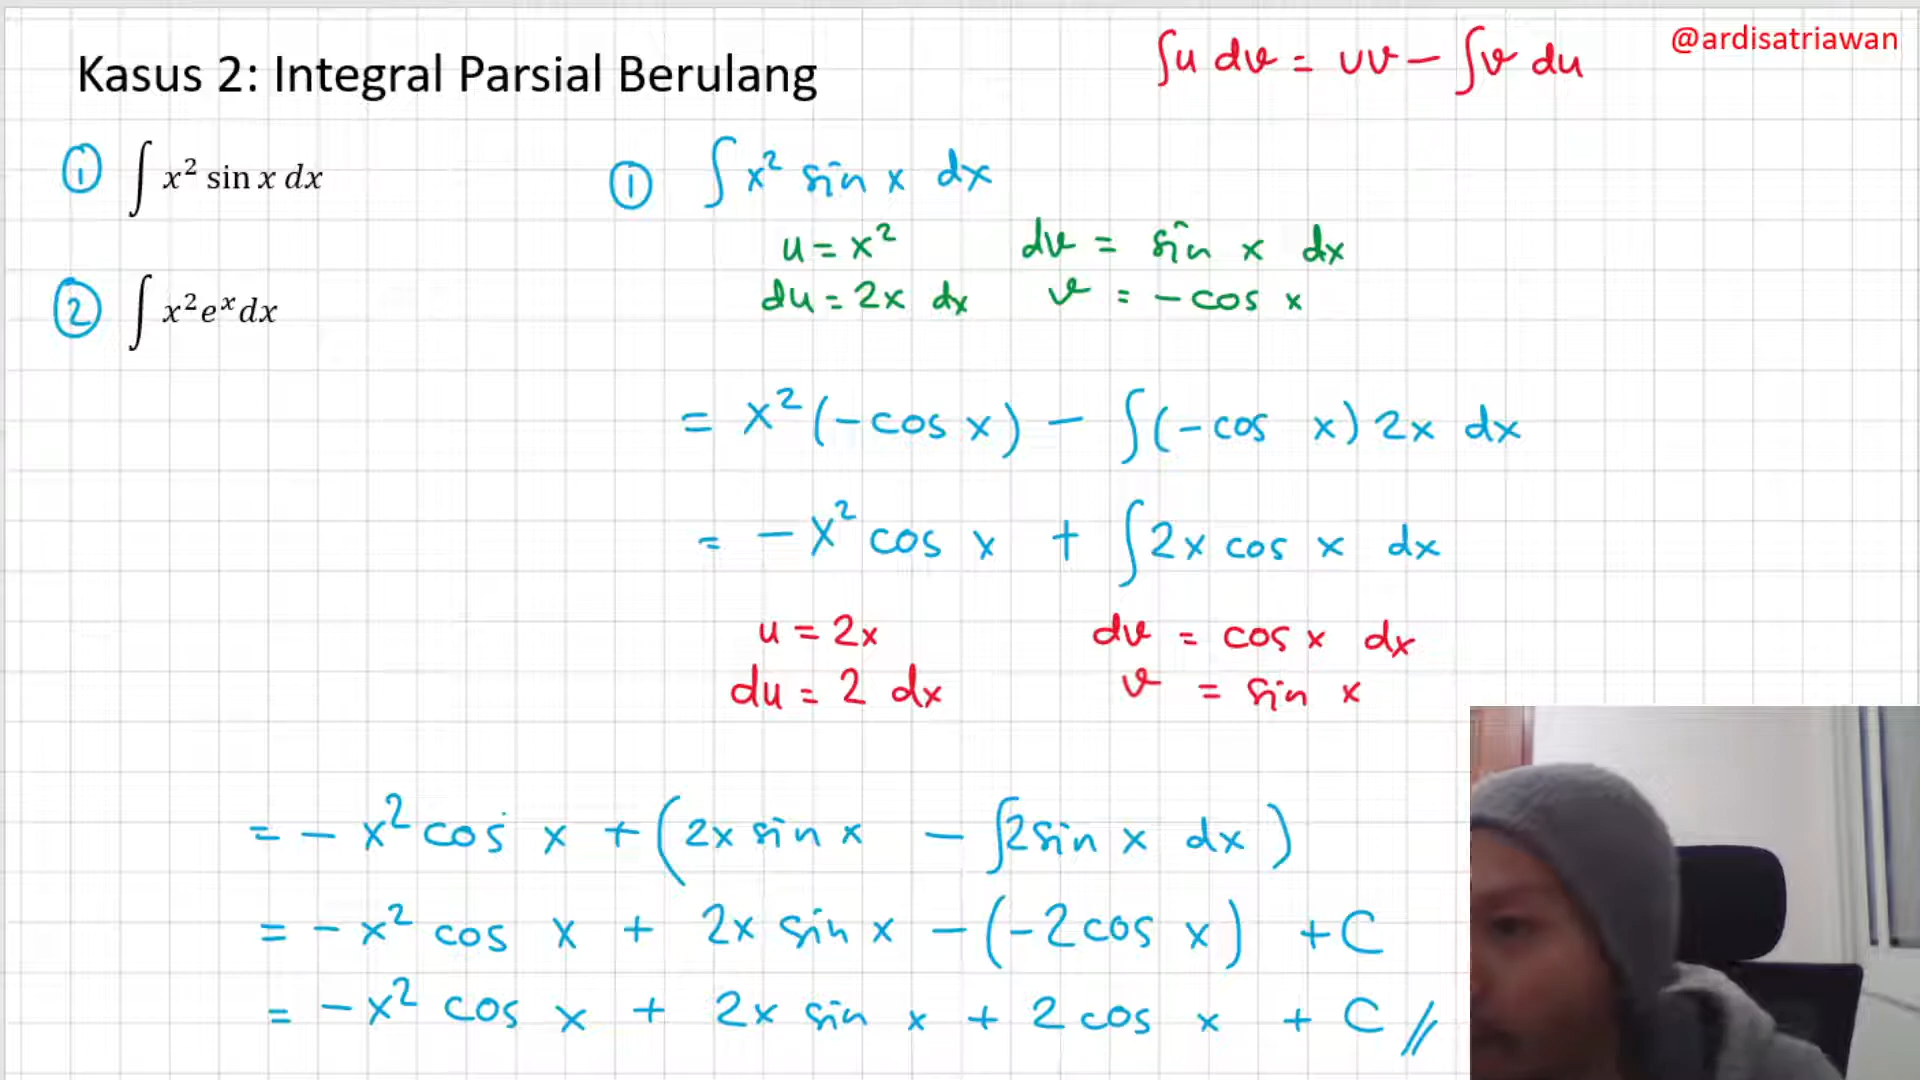 Kasus 2: Integral Parsial Berulang
∫u dv = uv - ∫v du
@ardisatriawan
① ∫ x² sin x dx
② ∫ x²eˣdx
① ∫ x² sin x dx
u = x² dv = sin x dx
du = 2x dx v = - cos x
= x² (-cos x) - ∫(-cos x) 2x dx
= - x² cos x + ∫ 2x cos x dx
u = 2x dv = cos x dx
du = 2 dx v = sin x
= - x² cos x + (2x sin x - ∫2 sin x dx)
= - x² cos x + 2x sin x - (-2 cos x) + C
= - x² cos x + 2x sin x + 2 cos x + C //